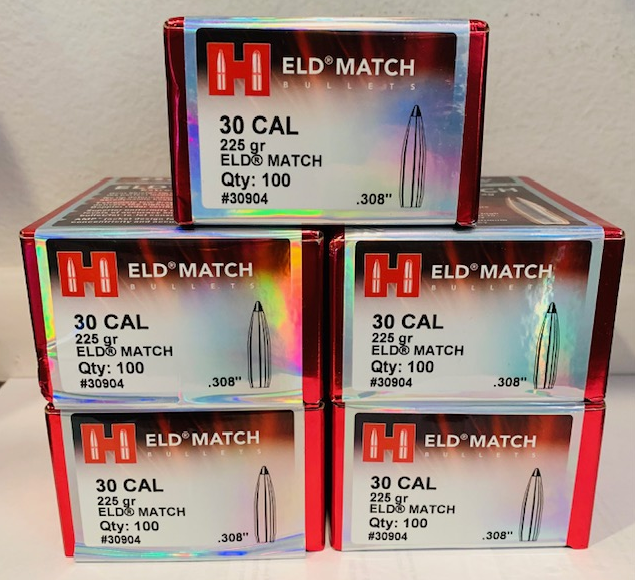 ELD® MATCH
BULLETS
30 CAL
225 gr
ELD® MATCH
Qty: 100
#30904 .308"
ELD® MATCH
BULLETS
30 CAL
225 gr
ELD® MATCH
Qty: 100
#30904 .308"
ELD® MATCH
BULLETS
30 CAL
225 gr
ELD® MATCH
Qty: 100
#30904 .308"
ELD® MATCH
BULLETS
30 CAL
225 gr
ELD® MATCH
Qty: 100
#30904 .308"
ELD® MATCH
BULLETS
30 CAL
225 gr
ELD® MATCH
Qty: 100
#30904 .308"